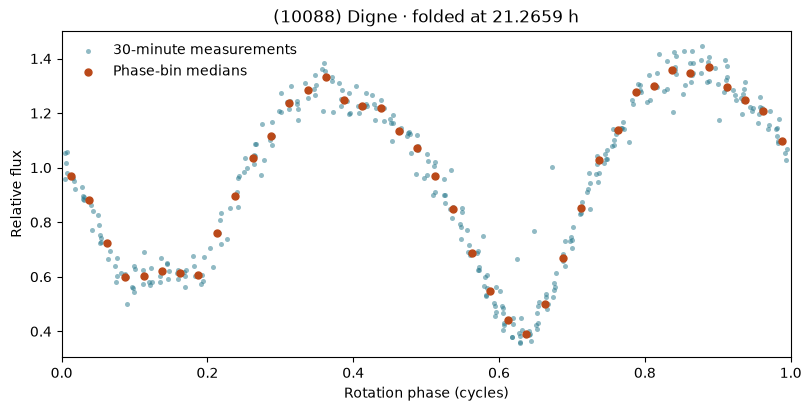 (10088) Digne · folded at 21.2659 h
30-minute measurements
Phase-bin medians
Relative flux
1.4
1.2
1.0
0.8
0.6
0.4
0.0 0.2 0.4 0.6 0.8 1.0
Rotation phase (cycles)